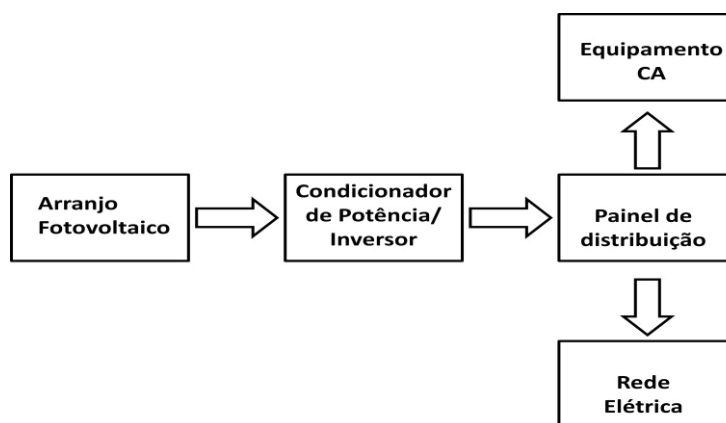 Equipamento
CA
Arranjo
Fotovoltaico
Condicionador
de Potência/
Inversor
Painel de
distribuição
Rede
Elétrica